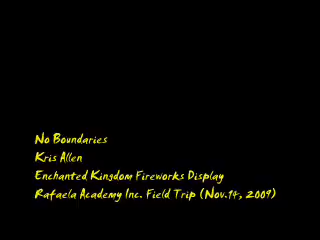 No Boundaries
Kris Allen
Enchanted Kingdom Fireworks Display
Rafaela Academy Inc. Field Trip (Nov.14, 2009)